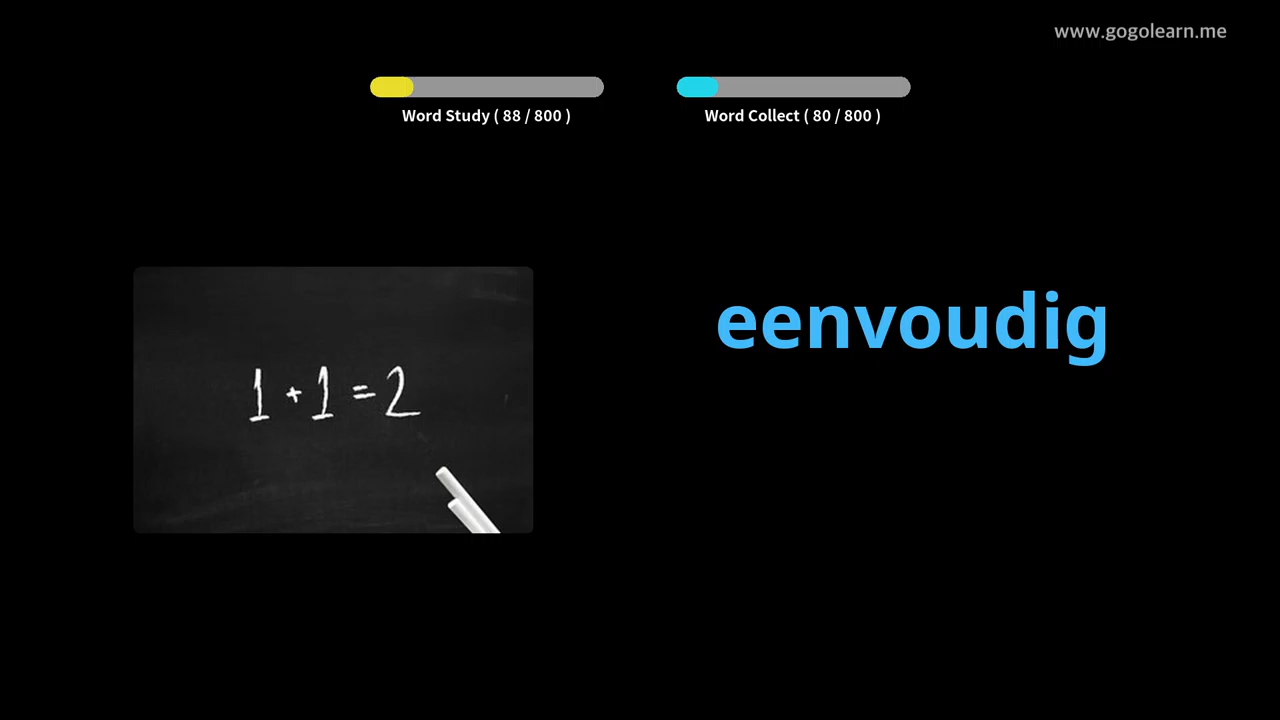 www.gogolearn.me
Word Study ( 88 / 800 )
Word Collect ( 80 / 800 )
eenvoudig
1 + 1 = 2